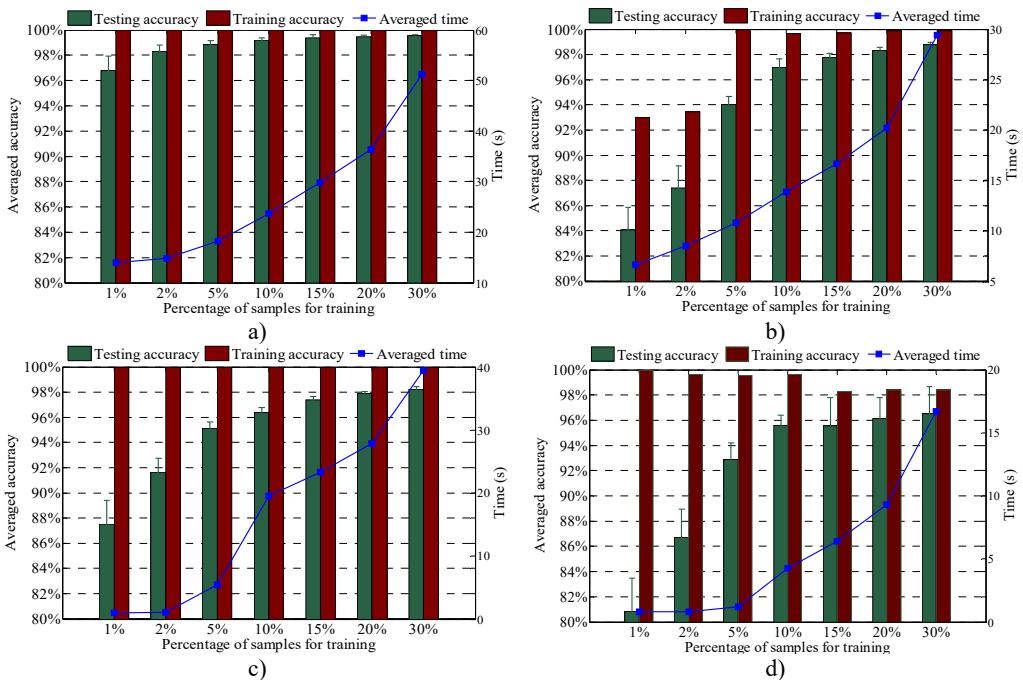 Testing accuracy Training accuracy Averaged time
100%
98%
96%
94%
92%
90%
88%
86%
84%
82%
80%
Averaged accuracy
60
50
40
30
20
10
Time (s)
1% 2% 5% 10% 15% 20% 30%
Percentage of samples for training
a)
Testing accuracy Training accuracy Averaged time
100%
98%
96%
94%
92%
90%
88%
86%
84%
82%
80%
Averaged accuracy
30
25
20
15
10
5
Time (s)
1% 2% 5% 10% 15% 20% 30%
Percentage of samples for training
b)
Testing accuracy Training accuracy Averaged time
100%
98%
96%
94%
92%
90%
88%
86%
84%
82%
80%
Averaged accuracy
40
30
20
10
0
Time (s)
1% 2% 5% 10% 15% 20% 30%
Percentage of samples for training
c)
Testing accuracy Training accuracy Averaged time
100%
98%
96%
94%
92%
90%
88%
86%
84%
82%
80%
Averaged accuracy
20
15
10
5
0
Time (s)
1% 2% 5% 10% 15% 20% 30%
Percentage of samples for training
d)